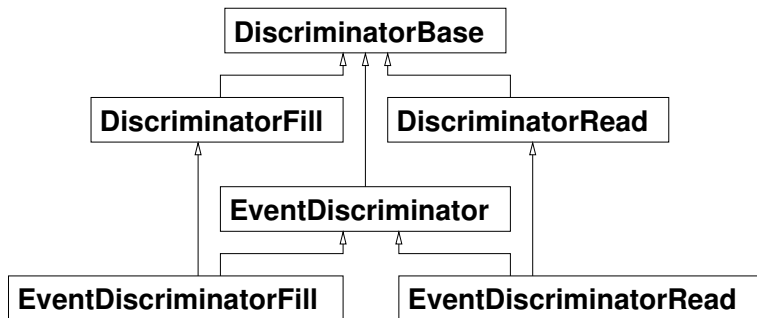 DiscriminatorBase
DiscriminatorFill
DiscriminatorRead
EventDiscriminator
EventDiscriminatorFill
EventDiscriminatorRead